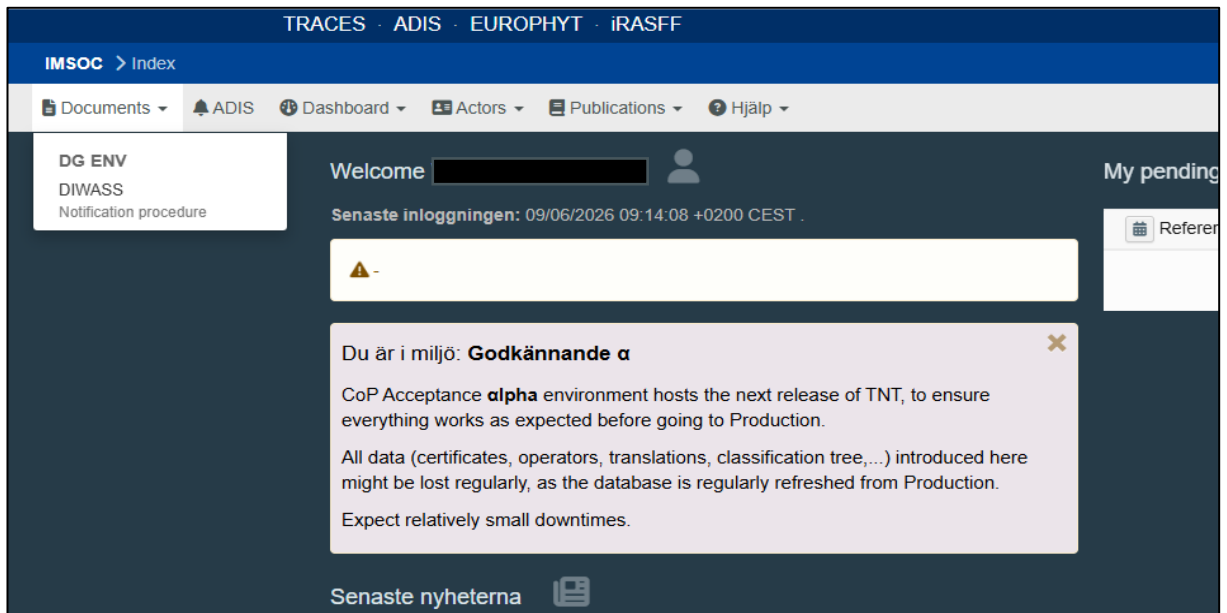 TRACES · ADIS · EUROPHYT · iRASFF
IMSOC > Index
Documents ADIS Dashboard Actors Publications Hjälp
DG ENV
DIWASS
Notification procedure
Welcome
My pending
Senaste inloggningen: 09/06/2026 09:14:08 +0200 CEST .
Referer
-
Du är i miljö: Godkännande α
CoP Acceptance αlpha environment hosts the next release of TNT, to ensure
everything works as expected before going to Production.
All data (certificates, operators, translations, classification tree,...) introduced here
might be lost regularly, as the database is regularly refreshed from Production.
Expect relatively small downtimes.
Senaste nyheterna